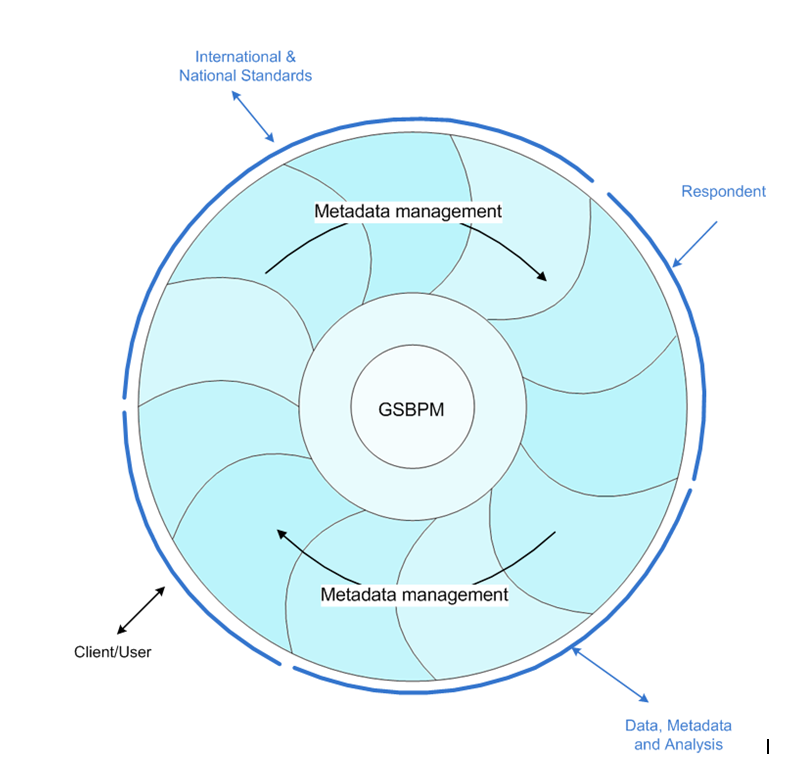 International &
National Standards
Respondent
Metadata management
GSBPM
Metadata management
Client/User
Data, Metadata
and Analysis